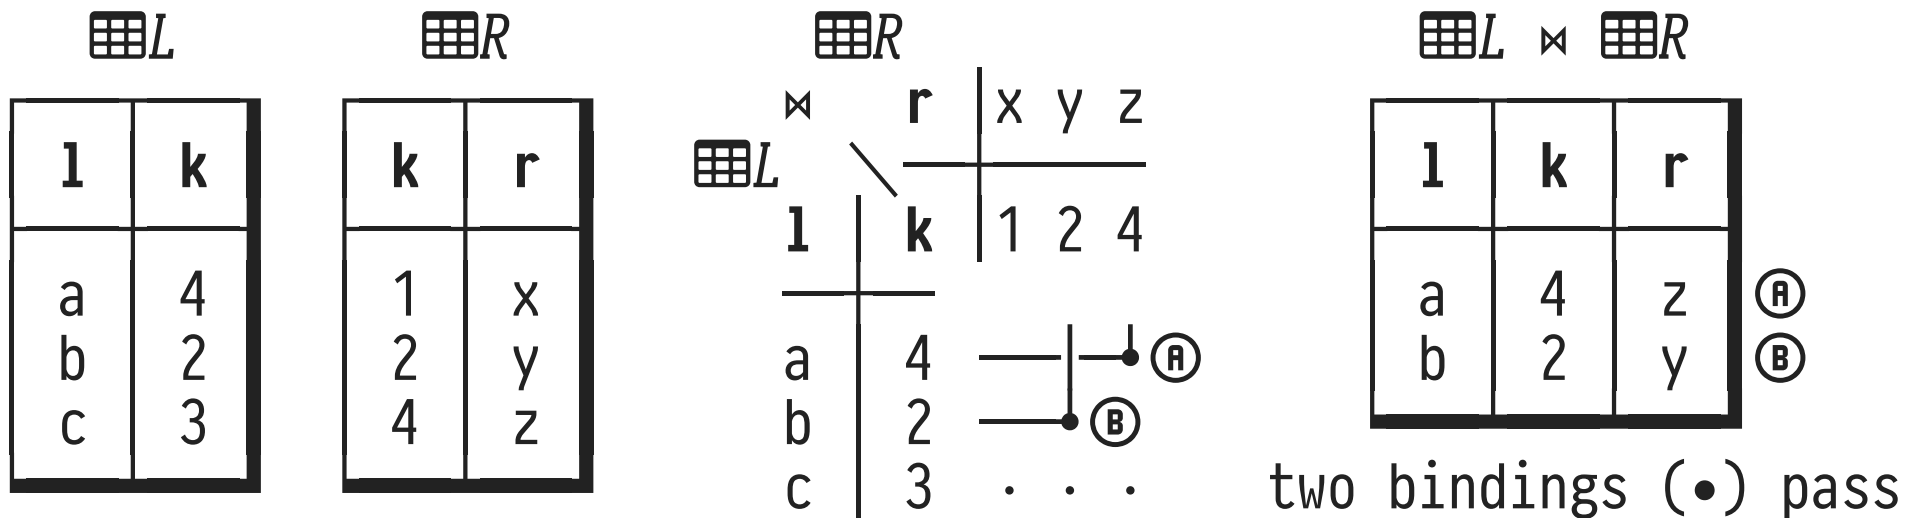 L R R L ⋈ R
⋈ r x y z
l k k r L l k r
l k 1 2 4
a 4 1 x a 4 z A
b 2 2 y a 4 A b 2 y B
c 3 4 z b 2 B
c 3 · · · two bindings (•) pass